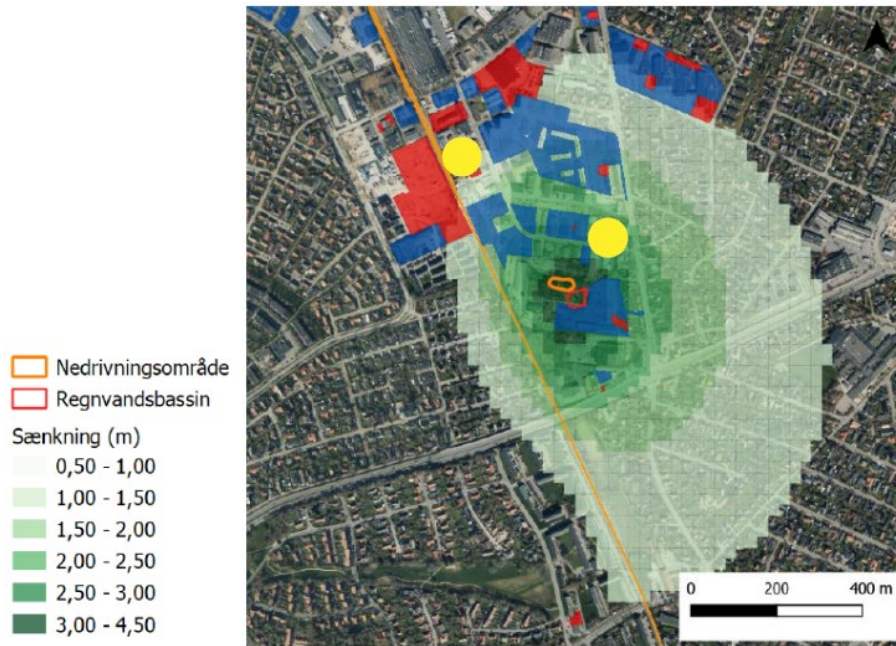 Nedrivningsområde
Regnvandsbassin
Sænkning (m)
0,50 - 1,00
1,00 - 1,50
1,50 - 2,00
2,00 - 2,50
2,50 - 3,00
3,00 - 4,50
0 200 400 m